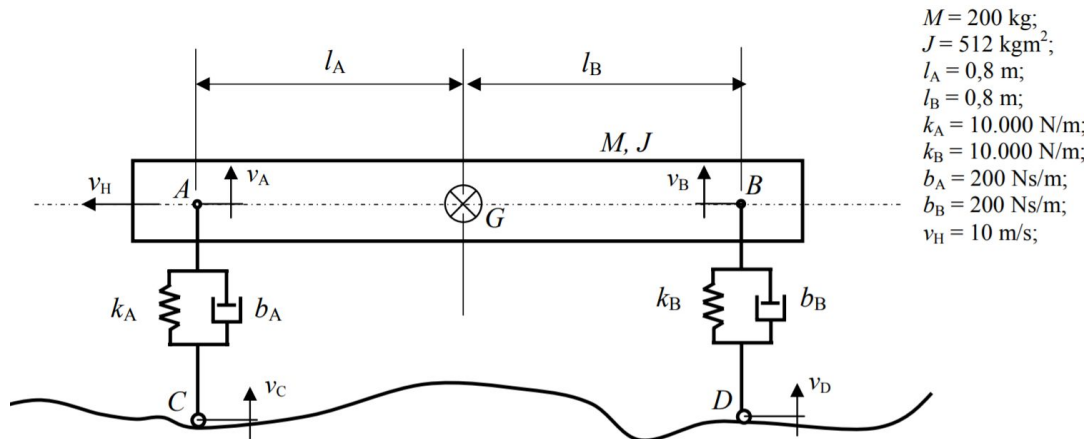 M = 200 kg;
J = 512 kgm²;
l_A = 0,8 m;
l_B = 0,8 m;
k_A = 10.000 N/m;
k_B = 10.000 N/m;
b_A = 200 Ns/m;
b_B = 200 Ns/m;
v_H = 10 m/s;
l_A l_B
M, J
v_H A v_A v_B B
G
k_A b_A k_B b_B
C v_C D v_D